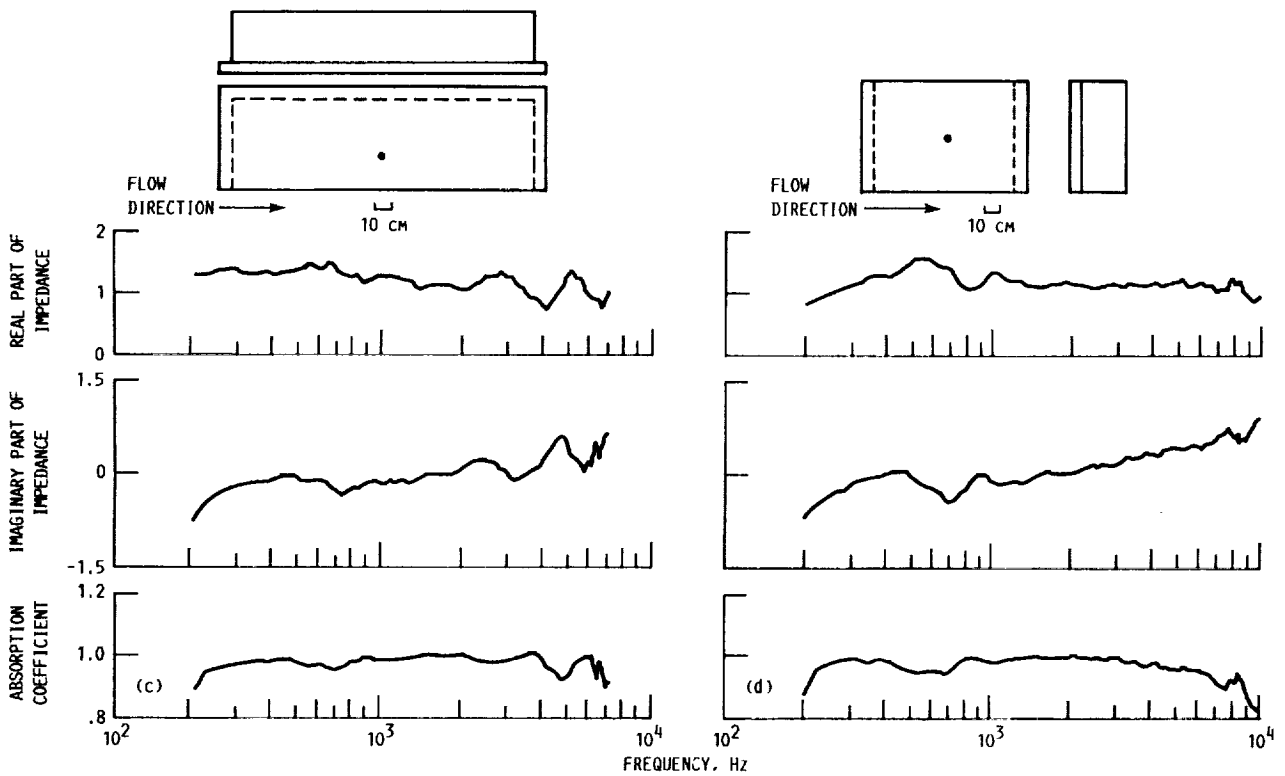 FLOW
DIRECTION
10 CM
FLOW
DIRECTION
10 CM
REAL PART OF
IMPEDANCE
2
1
0
IMAGINARY PART OF
IMPEDANCE
1.5
0
-1.5
ABSORPTION
COEFFICIENT
1.2
1.0
.8
(c)
(d)
10²
10³
10⁴
10²
10³
10⁴
FREQUENCY, Hz